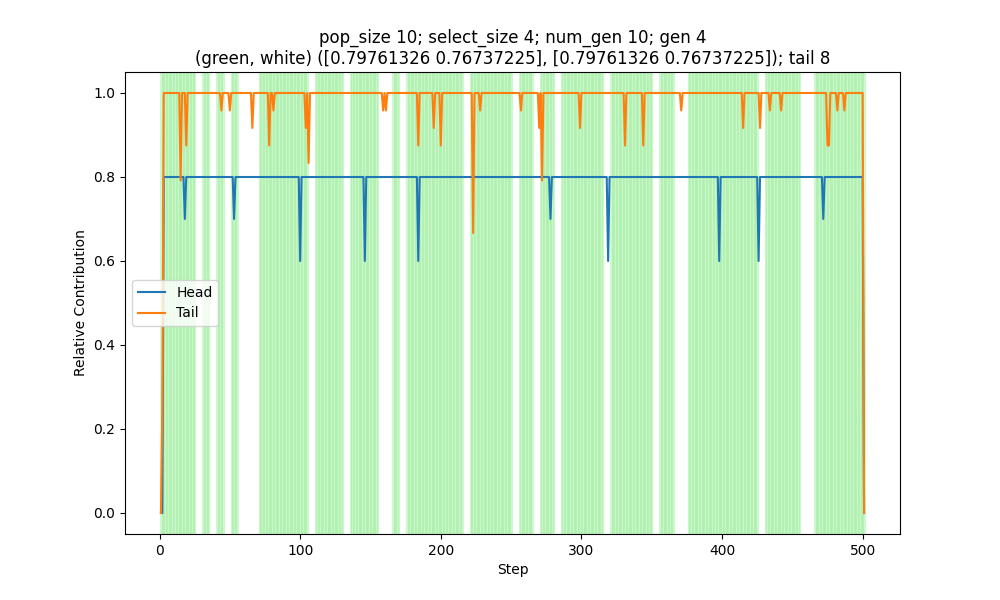 pop_size 10; select_size 4; num_gen 10; gen 4
(green, white) ([0.79761326 0.76737225], [0.79761326 0.76737225]); tail 8
1.0
0.8
0.6
0.4
0.2
0.0
Relative Contribution
Head
Tail
0 100 200 300 400 500
Step